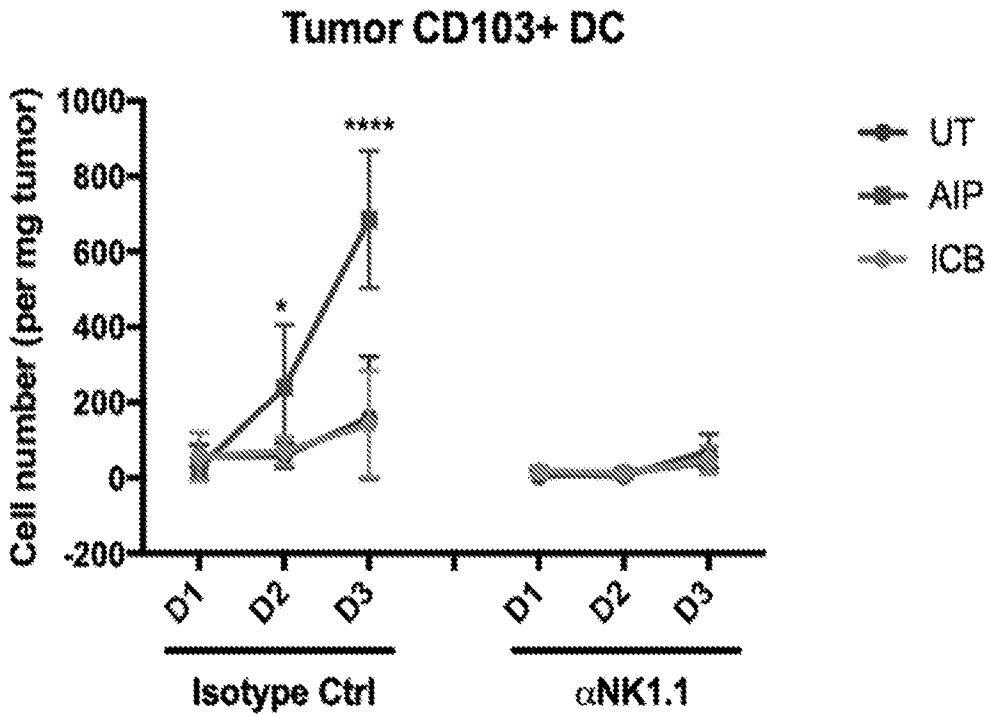 Tumor CD103+ DC
Cell number (per mg tumor)
1000
800
600
400
200
0
-200
*
****
D1
D2
D3
D1
D2
D3
Isotype Ctrl
αNK1.1
UT
AIP
ICB